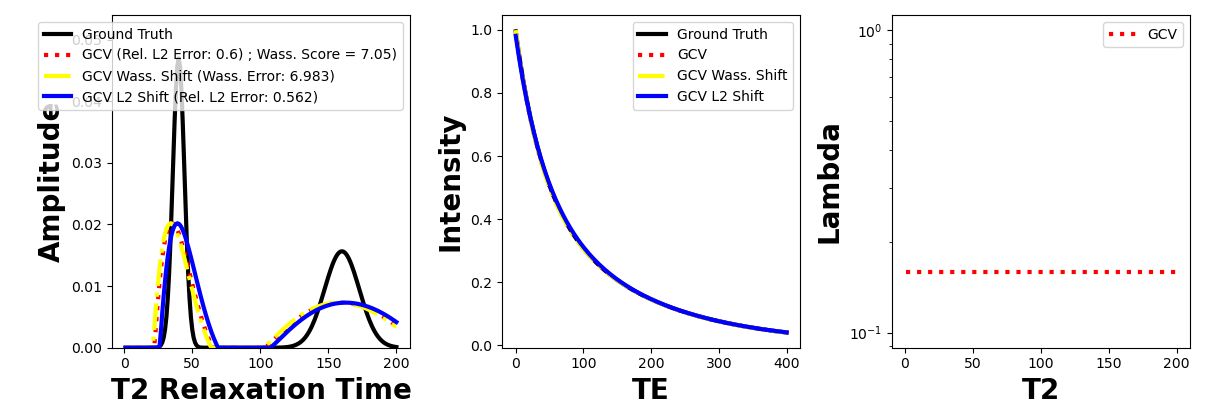 Ground Truth
GCV (Rel. L2 Error: 0.6) ; Wass. Score = 7.05)
GCV Wass. Shift (Wass. Error: 6.983)
GCV L2 Shift (Rel. L2 Error: 0.562)
Amplitude
0.05
0.04
0.03
0.02
0.01
0.00
0
50
100
150
200
T2 Relaxation Time
Ground Truth
GCV
GCV Wass. Shift
GCV L2 Shift
Intensity
1.0
0.8
0.6
0.4
0.2
0.0
0
100
200
300
400
TE
GCV
Lambda
10⁰
10⁻¹
0
50
100
150
200
T2